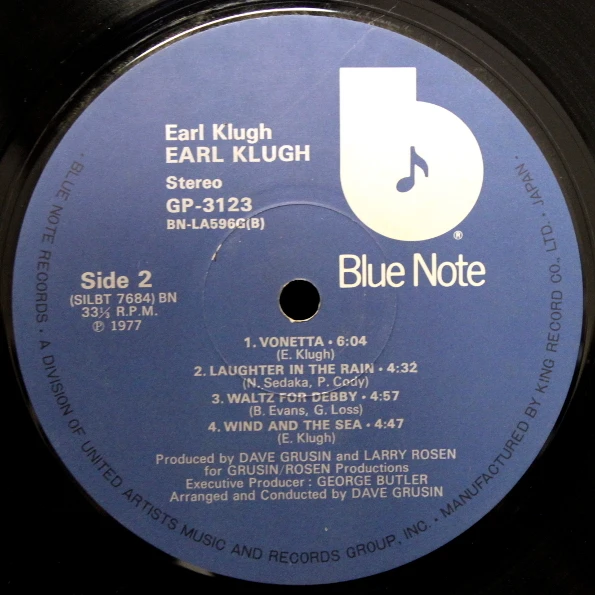 Earl Klugh
EARL KLUGH
Stereo
GP-3123
BN-LA596G(B)
®
Blue Note
Side 2
(SILBT 7684) BN
33⅓ R.P.M.
℗ 1977
1. VONETTA • 6:04
(E. Klugh)
2. LAUGHTER IN THE RAIN • 4:32
(N. Sedaka, P. Cody)
3. WALTZ FOR DEBBY • 4:57
(B. Evans, G. Loss)
4. WIND AND THE SEA • 4:47
(E. Klugh)
Produced by DAVE GRUSIN and LARRY ROSEN
for GRUSIN/ROSEN Productions
Executive Producer : GEORGE BUTLER
Arranged and Conducted by DAVE GRUSIN
• BLUE NOTE RECORDS • A DIVISION OF UNITED ARTISTS MUSIC AND RECORDS GROUP, INC. • MANUFACTURED BY KING RECORD CO., LTD. • JAPAN •